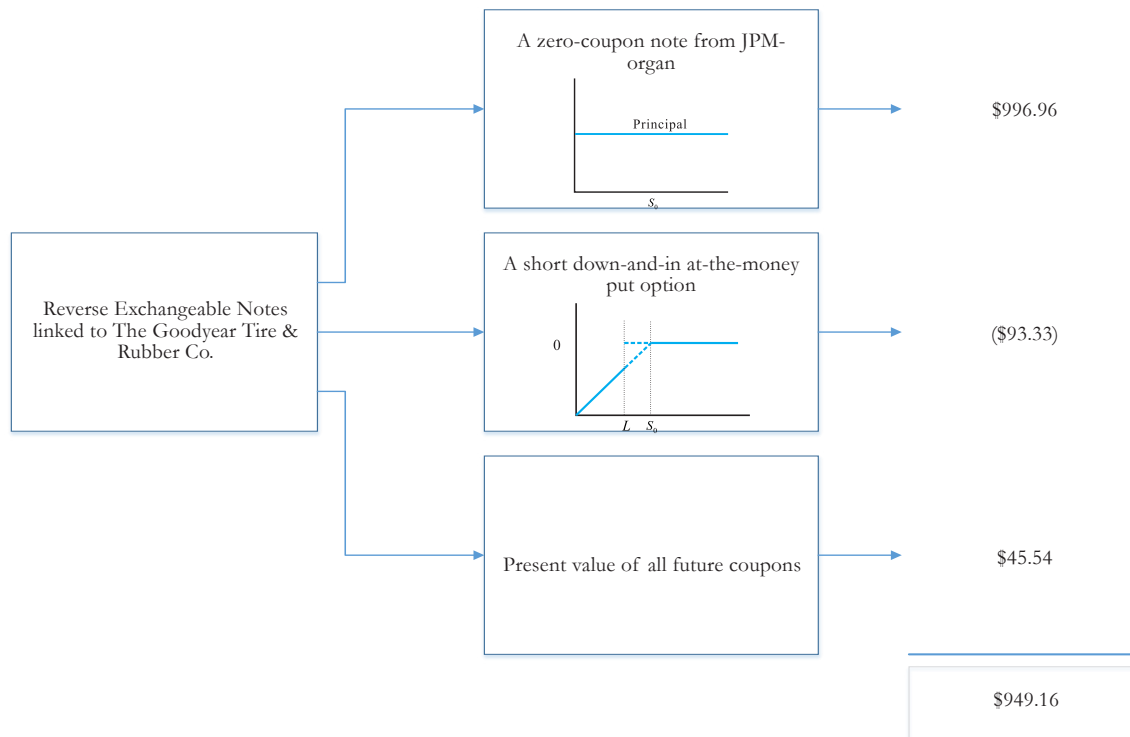 A zero-coupon note from JPM-
organ
Principal
S₀
$996.96
Reverse Exchangeable Notes
linked to The Goodyear Tire &
Rubber Co.
A short down-and-in at-the-money
put option
0
L S₀
($93.33)
Present value of all future coupons
$45.54
$949.16